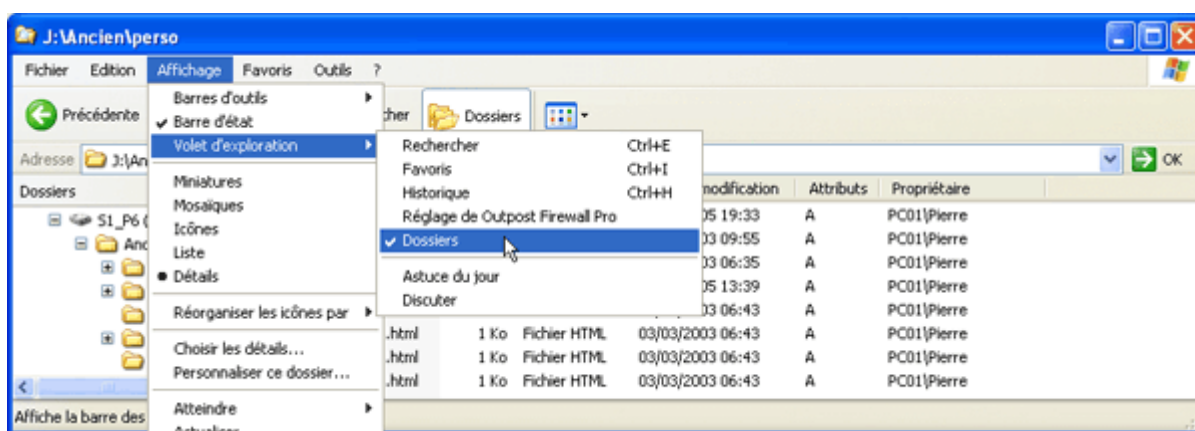 J:\Ancien\perso
Fichier Edition Affichage Favoris Outils ?
Précédente cher Dossiers
Barres d'outils
Barre d'état
Volet d'exploration
Miniatures
Mosaïques
Icônes
Liste
Détails
Réorganiser les icônes par
Choisir les détails...
Personnaliser ce dossier...
Atteindre
Actualiser
Rechercher Ctrl+E
Favoris Ctrl+I
Historique Ctrl+H
Réglage de Outpost Firewall Pro
Dossiers
Astuce du jour
Discuter
Adresse J:\An OK
Dossiers
S1_P6 (
Anc
modification Attributs Propriétaire
05 19:33 A PC01\Pierre
03 09:55 A PC01\Pierre
03 06:35 A PC01\Pierre
05 13:39 A PC01\Pierre
03 06:43 A PC01\Pierre
.html 1 Ko Fichier HTML 03/03/2003 06:43 A PC01\Pierre
.html 1 Ko Fichier HTML 03/03/2003 06:43 A PC01\Pierre
.html 1 Ko Fichier HTML 03/03/2003 06:43 A PC01\Pierre
Affiche la barre des